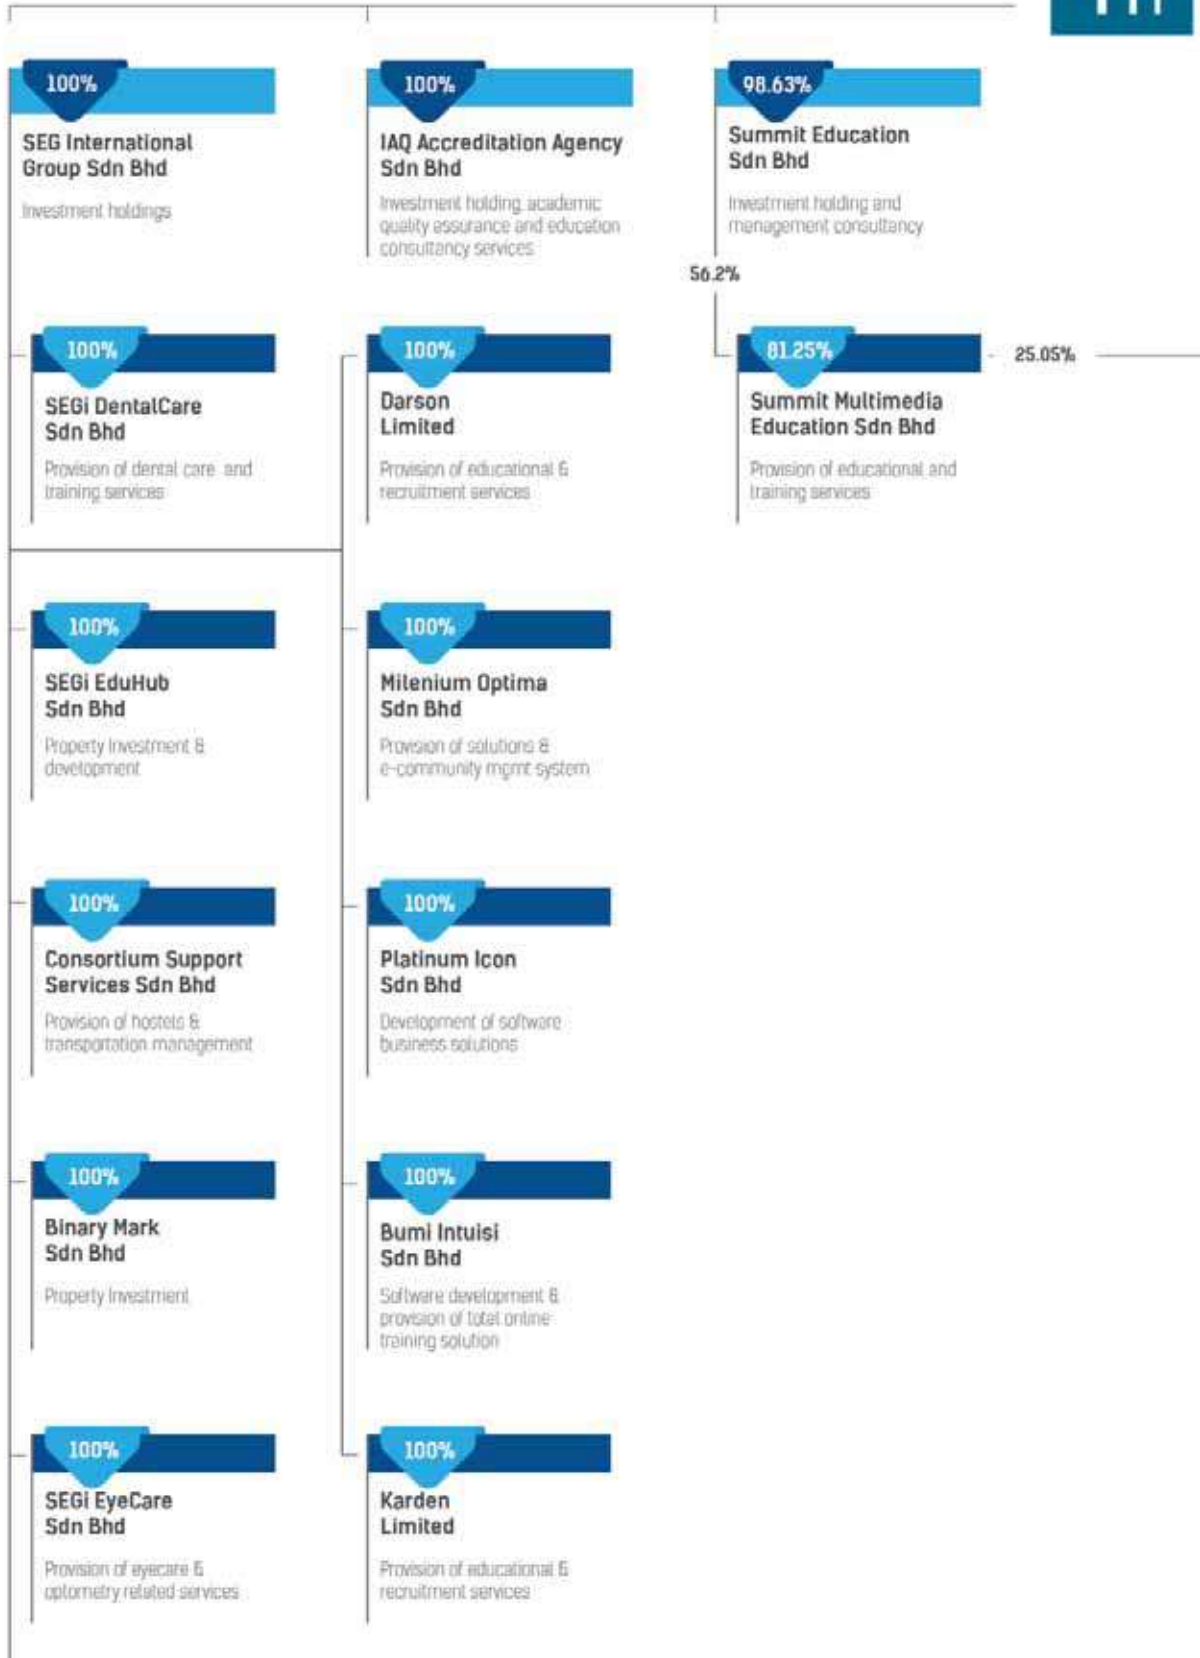 100%
SEG International
Group Sdn Bhd
Investment holdings
100%
IAQ Accreditation Agency
Sdn Bhd
Investment holding, academic
quality assurance and education
consultancy services
98.63%
Summit Education
Sdn Bhd
Investment holding and
management consultancy
56.2%
100%
SEGi DentalCare
Sdn Bhd
Provision of dental care and
training services
100%
Darson
Limited
Provision of educational &
recruitment services
81.25%
Summit Multimedia
Education Sdn Bhd
Provision of educational and
training services
25.05%
100%
SEGi EduHub
Sdn Bhd
Property Investment &
development
100%
Milenium Optima
Sdn Bhd
Provision of solutions &
e-community mgmt system
100%
Consortium Support
Services Sdn Bhd
Provision of hostels &
transportation management
100%
Platinum Icon
Sdn Bhd
Development of software
business solutions
100%
Binary Mark
Sdn Bhd
Property Investment
100%
Bumi Intuisi
Sdn Bhd
Software development &
provision of total online
training solution
100%
SEGi EyeCare
Sdn Bhd
Provision of eyecare &
optometry related services
100%
Karden
Limited
Provision of educational &
recruitment services